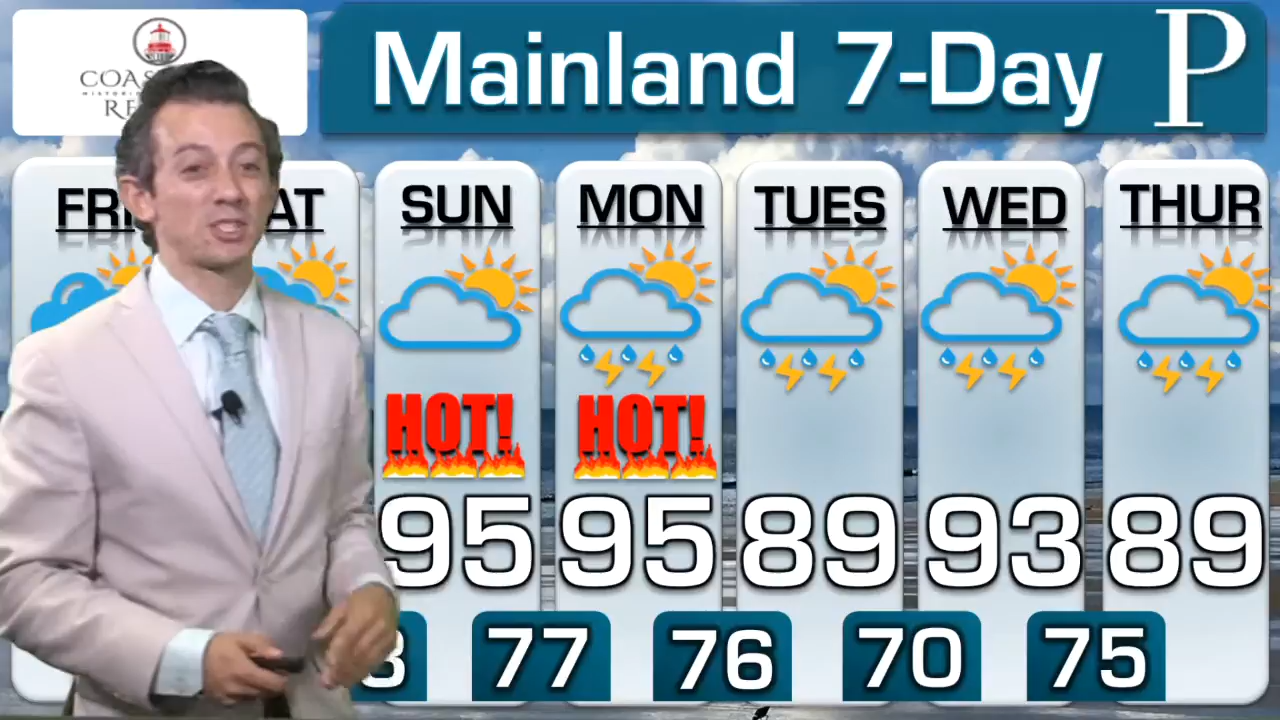 Mainland 7-Day P
SUN MON TUES WED THUR
HOT! HOT!
95 95 89 93 89
77 76 70 75